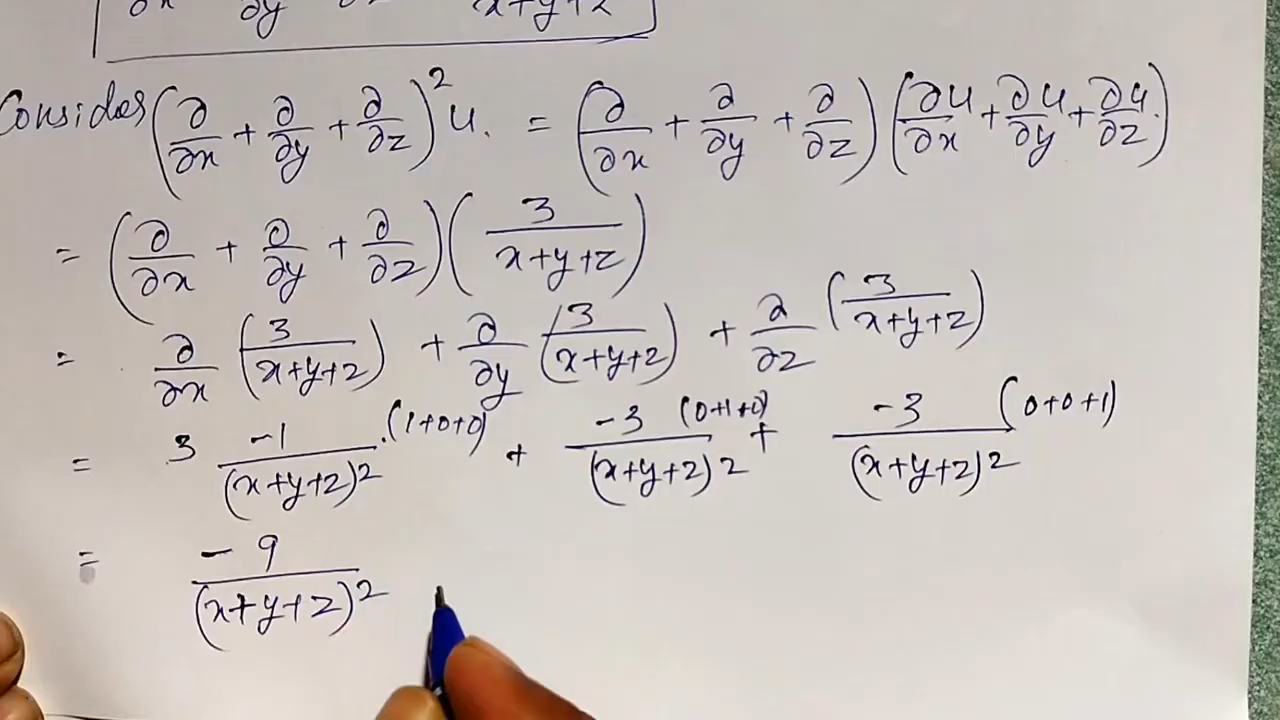 ∂x ∂y x+y+z
Consider (∂/∂x + ∂/∂y + ∂/∂z)² u. = (∂/∂x + ∂/∂y + ∂/∂z) (∂u/∂x + ∂u/∂y + ∂u/∂z)
= (∂/∂x + ∂/∂y + ∂/∂z) (3/(x+y+z))
= ∂/∂x (3/(x+y+z)) + ∂/∂y (3/(x+y+z)) + ∂/∂z (3/(x+y+z))
= 3 -1/(x+y+z)² .(1+0+0) + -3/(x+y+z)² (0+1+0) + -3/(x+y+z)² (0+0+1)
= -9/(x+y+z)²